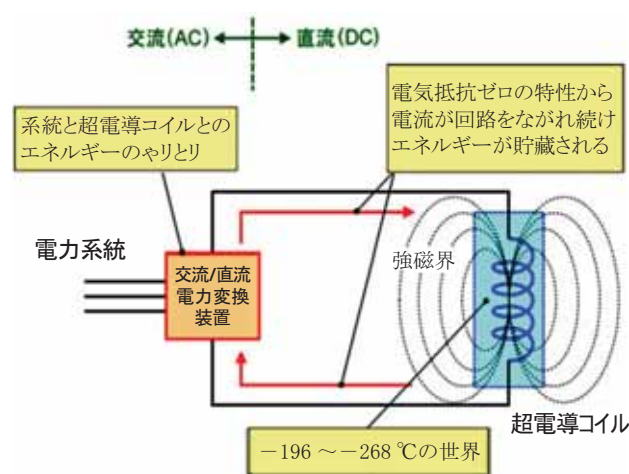 交流(AC) 直流(DC)
系統と超電導コイルとの
エネルギーのゃりとり
電気抵抗ゼロの特性から
電流が回路をながれ続け
エネルギーが貯蔵される
電力系統
交流/直流
電力変換
装置
強磁界
超電導コイル
－196 ～－268 ℃の世界